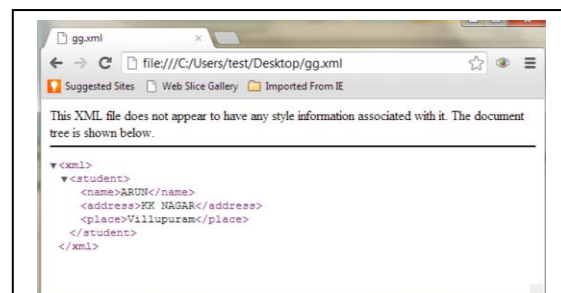 gg.xml
file:///C:/Users/test/Desktop/gg.xml
Suggested Sites Web Slice Gallery Imported From IE
This XML file does not appear to have any style information associated with it. The document
tree is shown below.
▼<xml>
▼<student>
<name>ARUN</name>
<address>KK NAGAR</address>
<place>Villupuram</place>
</student>
</xml>